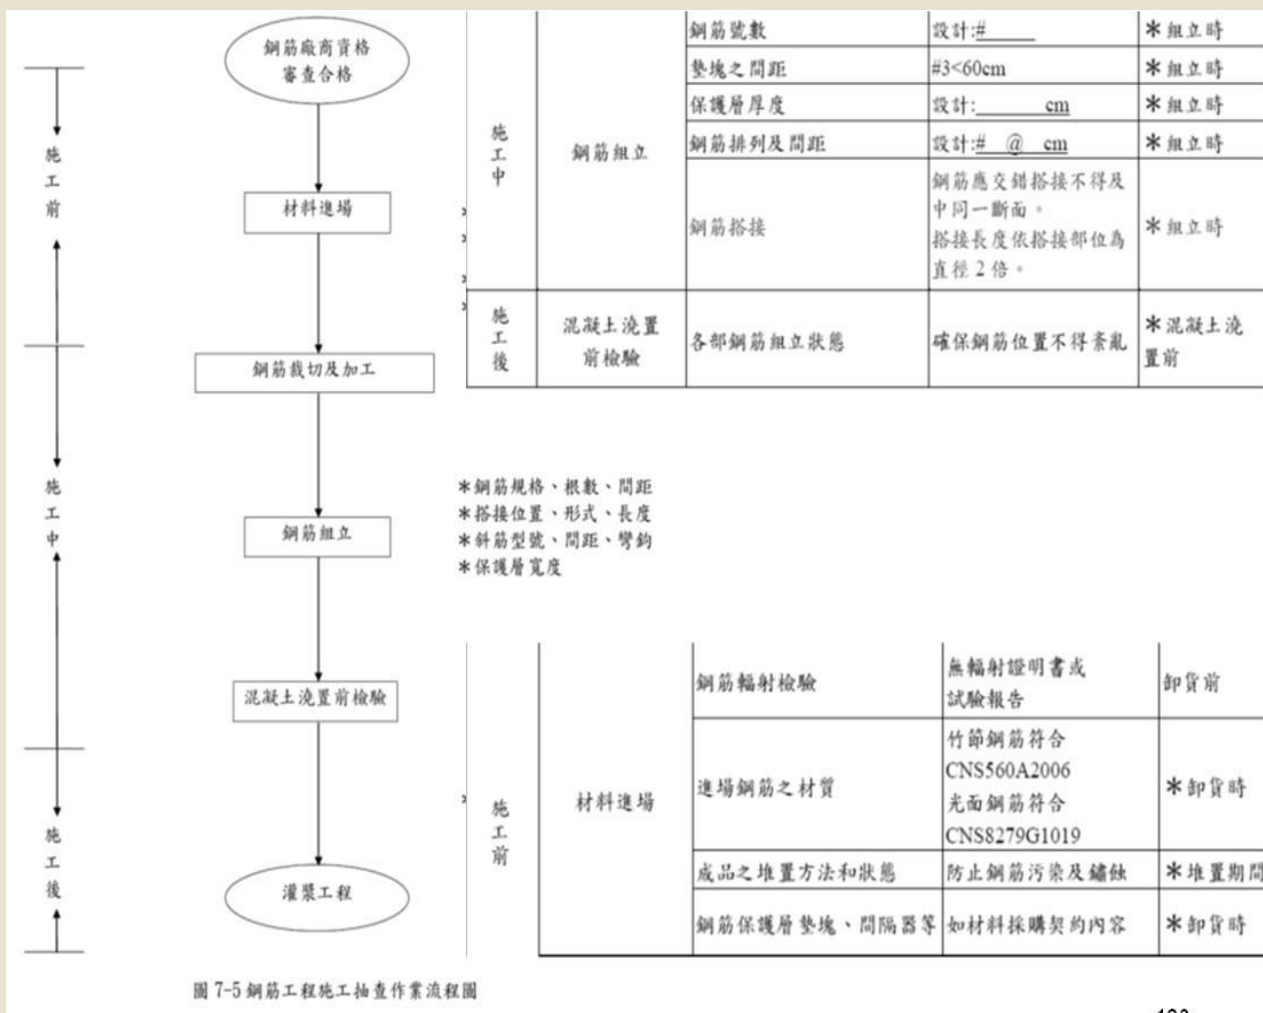 鋼筋廠商資格
審查合格
材料進場
鋼筋裁切及加工
鋼筋組立
混凝土澆置前檢驗
灌漿工程
施工前
施工中
施工後
施工中
鋼筋組立
鋼筋號數
設計:#
＊組立時
墊塊之間距
#3<60cm
＊組立時
保護層厚度
設計: cm
＊組立時
鋼筋排列及間距
設計:# @ cm
＊組立時
鋼筋搭接
鋼筋應交錯搭接不得及
中同一斷面。
搭接長度依搭接部位為
直徑 2 倍。
＊組立時
施工後
混凝土澆置
前檢驗
各部鋼筋組立狀態
確保鋼筋位置不得紊亂
＊混凝土澆
置前
＊鋼筋規格、根數、間距
＊搭接位置、形式、長度
＊斜筋型號、間距、彎鉤
＊保護層寬度
施工前
材料進場
鋼筋輻射檢驗
無輻射證明書或
試驗報告
卸貨前
進場鋼筋之材質
竹節鋼筋符合
CNS560A2006
光面鋼筋符合
CNS8279G1019
＊卸貨時
成品之堆置方法和狀態
防止鋼筋污染及鏽蝕
＊堆置期間
鋼筋保護層墊塊、間隔器等
如材料採購契約內容
＊卸貨時
圖 7-5 鋼筋工程施工抽查作業流程圖